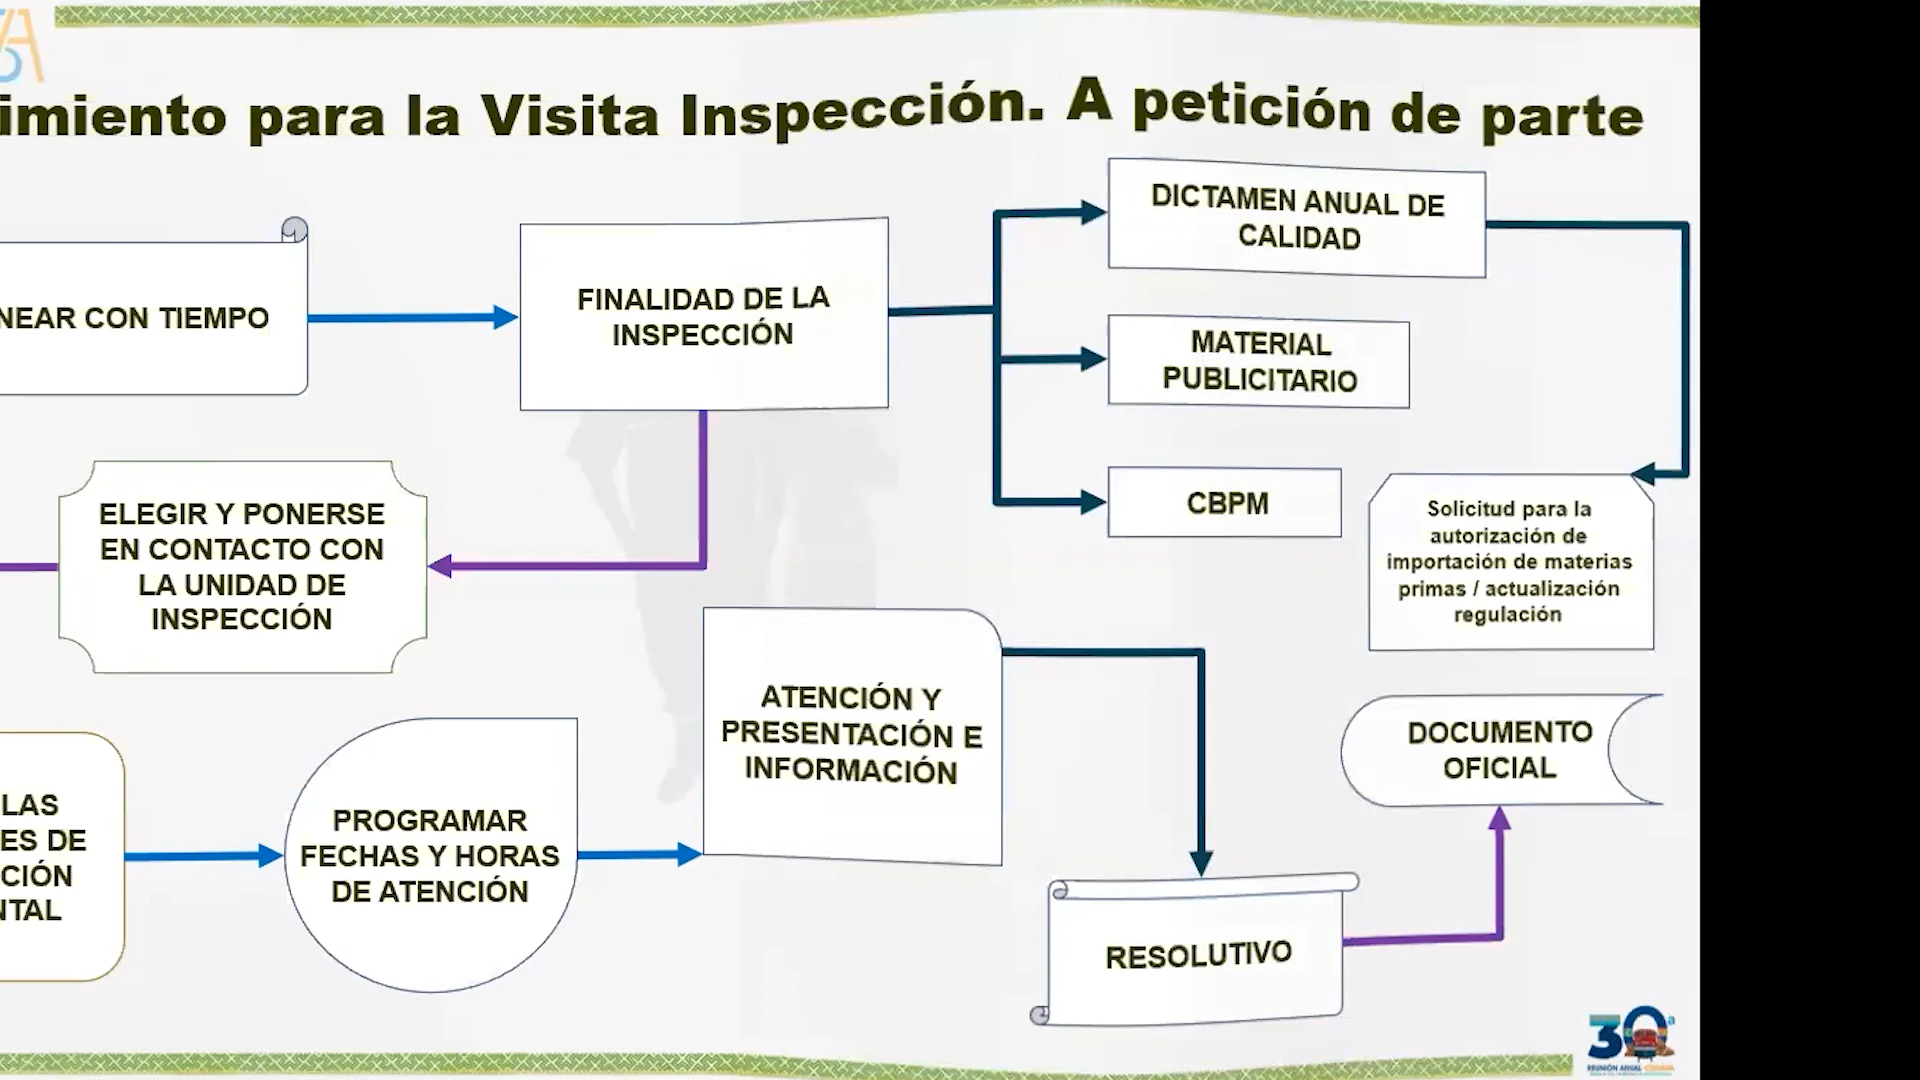 imiento para la Visita Inspección. A petición de parte
NEAR CON TIEMPO
FINALIDAD DE LA
INSPECCIÓN
DICTAMEN ANUAL DE
CALIDAD
MATERIAL
PUBLICITARIO
CBPM
Solicitud para la
autorización de
importación de materias
primas / actualización
regulación
ELEGIR Y PONERSE
EN CONTACTO CON
LA UNIDAD DE
INSPECCIÓN
LAS
ES DE
CIÓN
NTAL
PROGRAMAR
FECHAS Y HORAS
DE ATENCIÓN
ATENCIÓN Y
PRESENTACIÓN E
INFORMACIÓN
RESOLUTIVO
DOCUMENTO
OFICIAL
30ª
REUNIÓN ANUAL